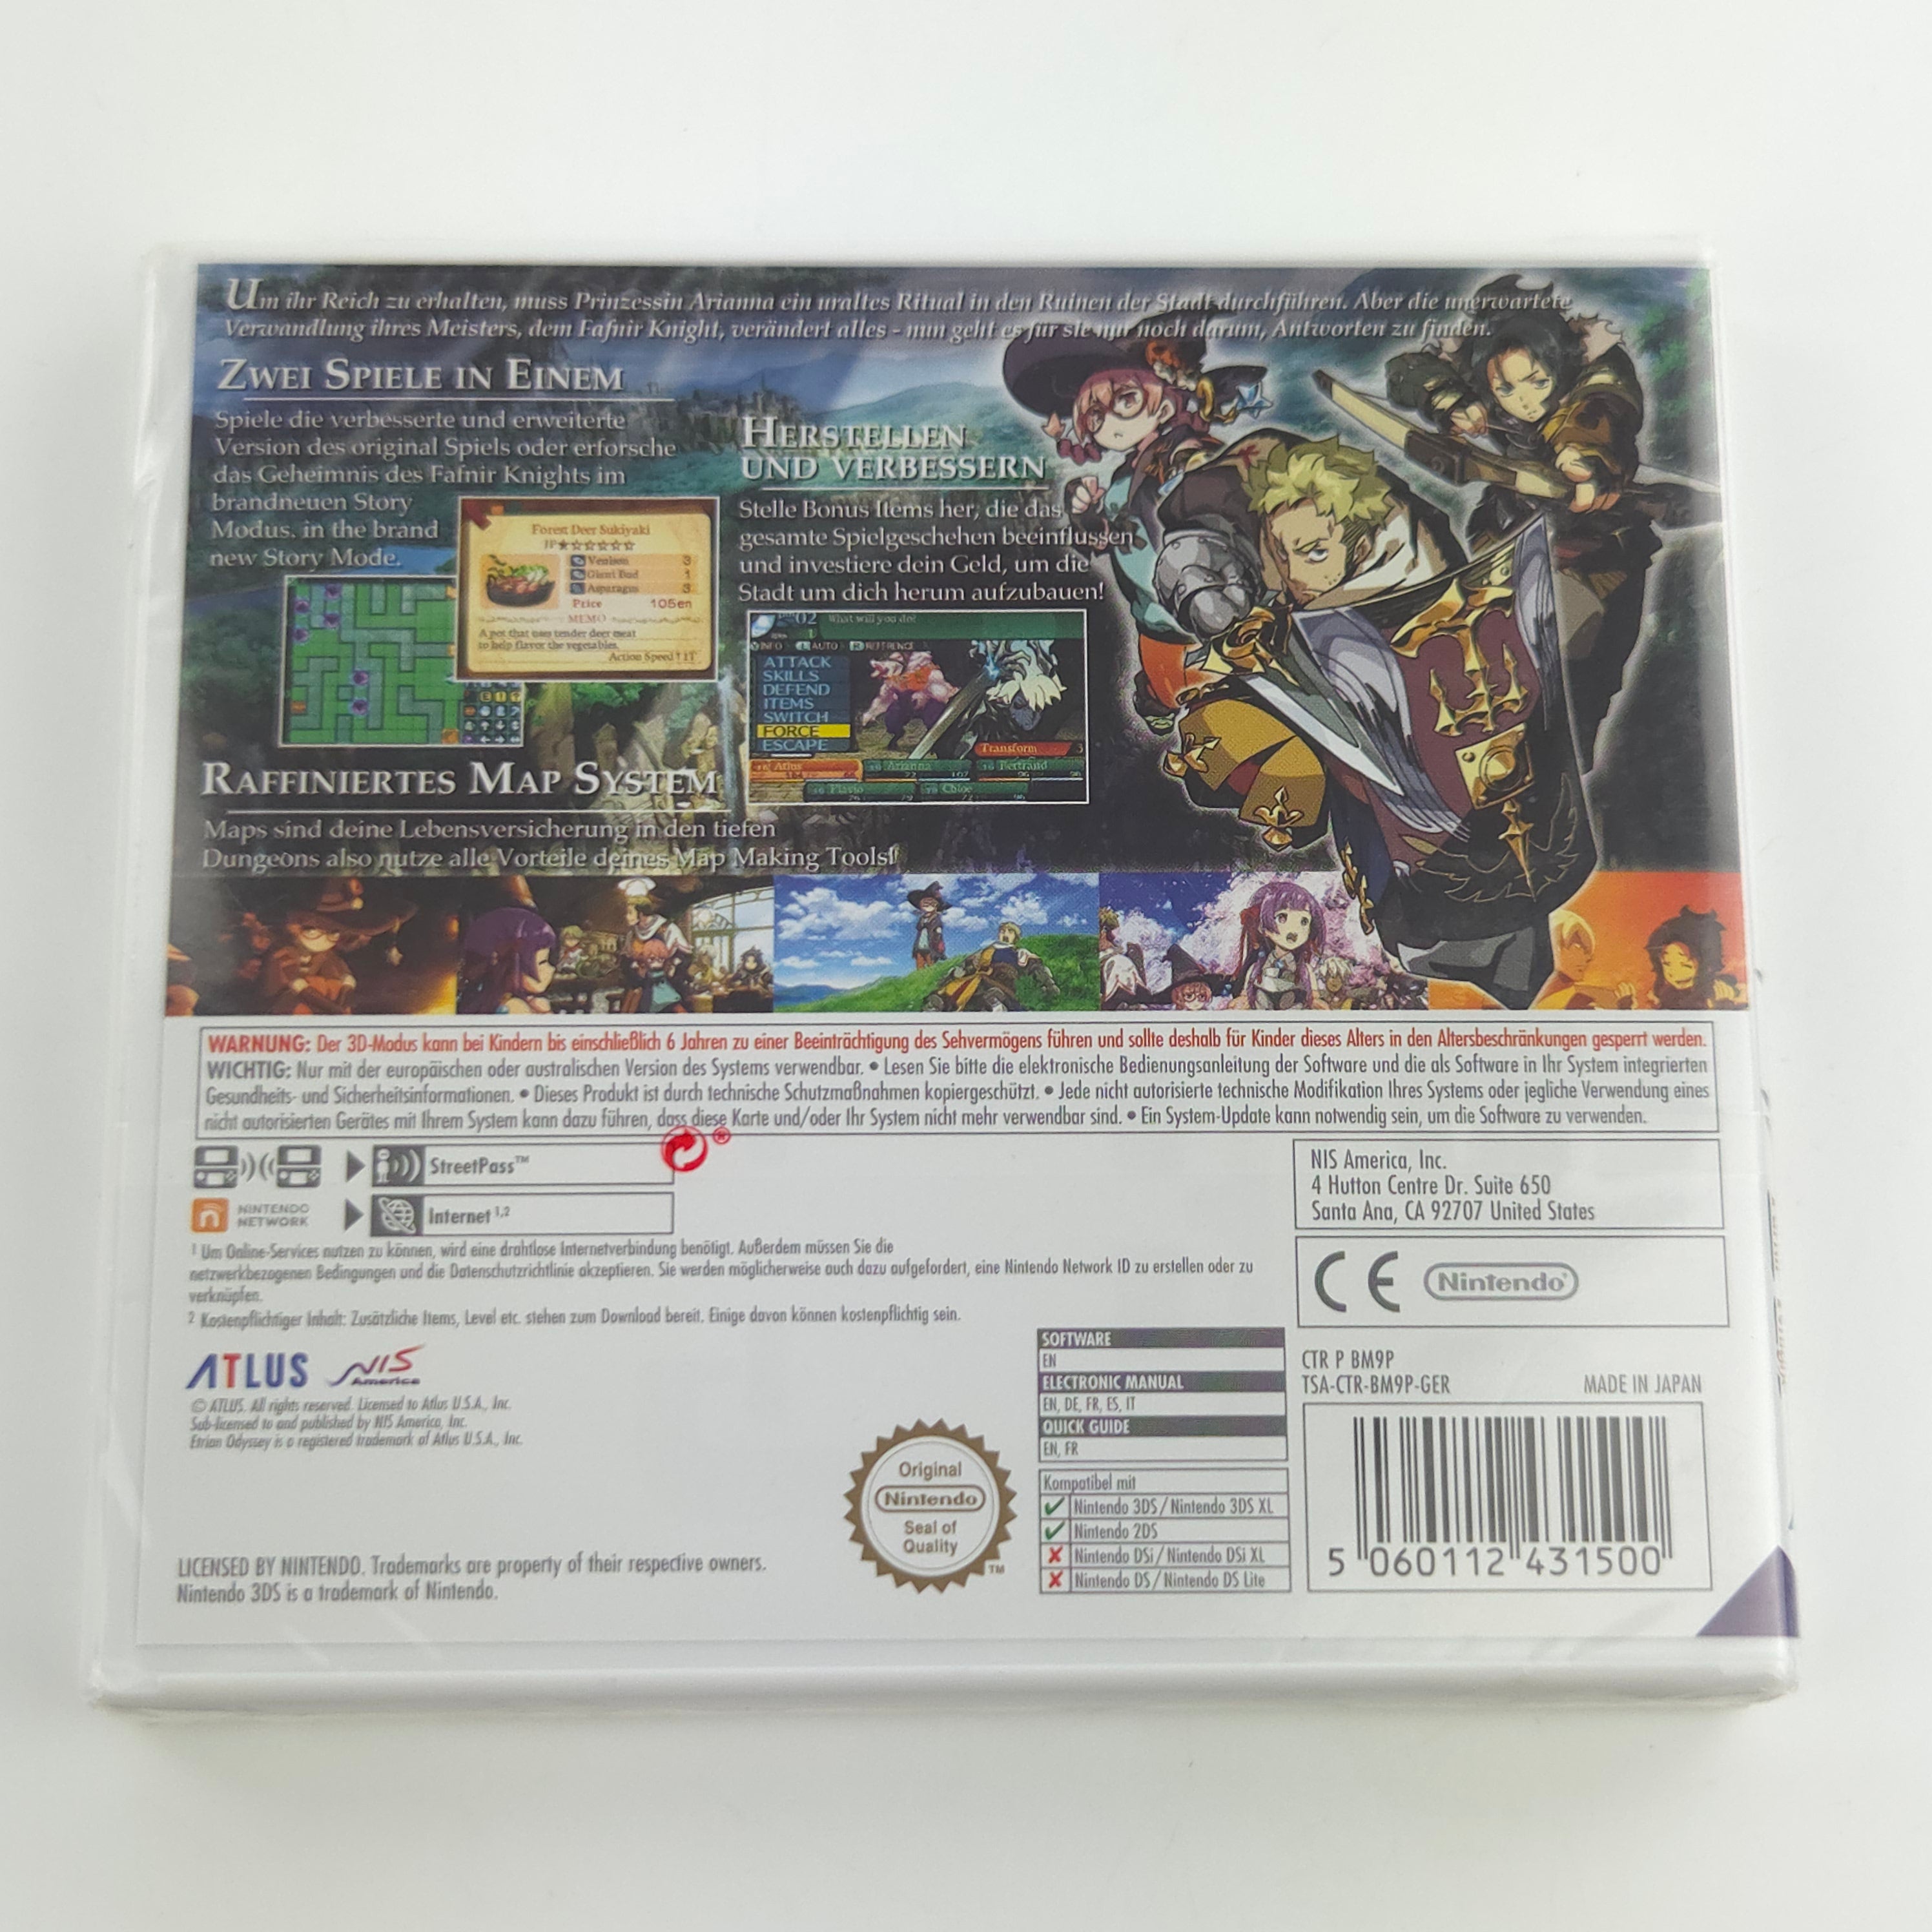 Um ihr Reich zu erhalten, muss Prinzessin Arianna ein uraltes Ritual in den Ruinen der Stadt durchführen. Aber die unerwartete
Verwandlung ihres Meisters, dem Fafnir Knight, verändert alles - nun geht es für sie nur noch darum, Antworten zu finden.
ZWEI SPIELE IN EINEM
Spiele die verbesserte und erweiterte
Version des original Spiels oder erforsche
das Geheimnis des Fafnir Knights im
brandneuen Story
Modus. in the brand
new Story Mode.
Forest Deer Sukiyaki
Venison 3
Giant Bud 1
Asparagus 3
Price 105en
MEMO
A pot that uses tender deer meat
to help flavor the vegetables.
Action Speed↑ 1T
HERSTELLEN
UND VERBESSERN
Stelle Bonus Items her, die das
gesamte Spielgeschehen beeinflussen
und investiere dein Geld, um die
Stadt um dich herum aufzubauen!
02 What will you do?
INFO AUTO REFERENCE
ATTACK
SKILLS
DEFEND
ITEMS
SWITCH
FORCE
ESCAPE
Transform 3
Atlus Arianna Bertrand
Flavio Chloe
RAFFINIERTES MAP SYSTEM
Maps sind deine Lebensversicherung in den tiefen
Dungeons also nutze alle Vorteile deines Map Making Tools!
WARNUNG: Der 3D-Modus kann bei Kindern bis einschließlich 6 Jahren zu einer Beeinträchtigung des Sehvermögens führen und sollte deshalb für Kinder dieses Alters in den Altersbeschränkungen gesperrt werden.
WICHTIG: Nur mit der europäischen oder australischen Version des Systems verwendbar. • Lesen Sie bitte die elektronische Bedienungsanleitung der Software und die als Software in Ihr System integrierten
Gesundheits- und Sicherheitsinformationen. • Dieses Produkt ist durch technische Schutzmaßnahmen kopiergeschützt. • Jede nicht autorisierte technische Modifikation Ihres Systems oder jegliche Verwendung eines
nicht autorisierten Gerätes mit Ihrem System kann dazu führen, dass diese Karte und/oder Ihr System nicht mehr verwendbar sind. • Ein System-Update kann notwendig sein, um die Software zu verwenden.
StreetPass™
®
NINTENDO
NETWORK
Internet 1,2
1 Um Online-Services nutzen zu können, wird eine drahtlose Internetverbindung benötigt. Außerdem müssen Sie die
netzwerkbezogenen Bedingungen und die Datenschutzrichtlinie akzeptieren. Sie werden möglicherweise auch dazu aufgefordert, eine Nintendo Network ID zu erstellen oder zu
verknüpfen.
2 Kostenpflichtiger Inhalt: Zusätzliche Items, Level etc. stehen zum Download bereit. Einige davon können kostenpflichtig sein.
ATLUS NIS America
© ATLUS. All rights reserved. Licensed to Atlus U.S.A., Inc.
Sub-licensed to and published by NIS America, Inc.
Etrian Odyssey is a registered trademark of Atlus U.S.A., Inc.
LICENSED BY NINTENDO. Trademarks are property of their respective owners.
Nintendo 3DS is a trademark of Nintendo.
Original
Nintendo
Seal of
Quality
TM
SOFTWARE
EN
ELECTRONIC MANUAL
EN, DE, FR, ES, IT
QUICK GUIDE
EN, FR
Kompatibel mit
Nintendo 3DS / Nintendo 3DS XL
Nintendo 2DS
Nintendo DSi / Nintendo DSi XL
Nintendo DS / Nintendo DS Lite
NIS America, Inc.
4 Hutton Centre Dr. Suite 650
Santa Ana, CA 92707 United States
CE Nintendo
CTR P BM9P
TSA-CTR-BM9P-GER MADE IN JAPAN
5 060112 431500